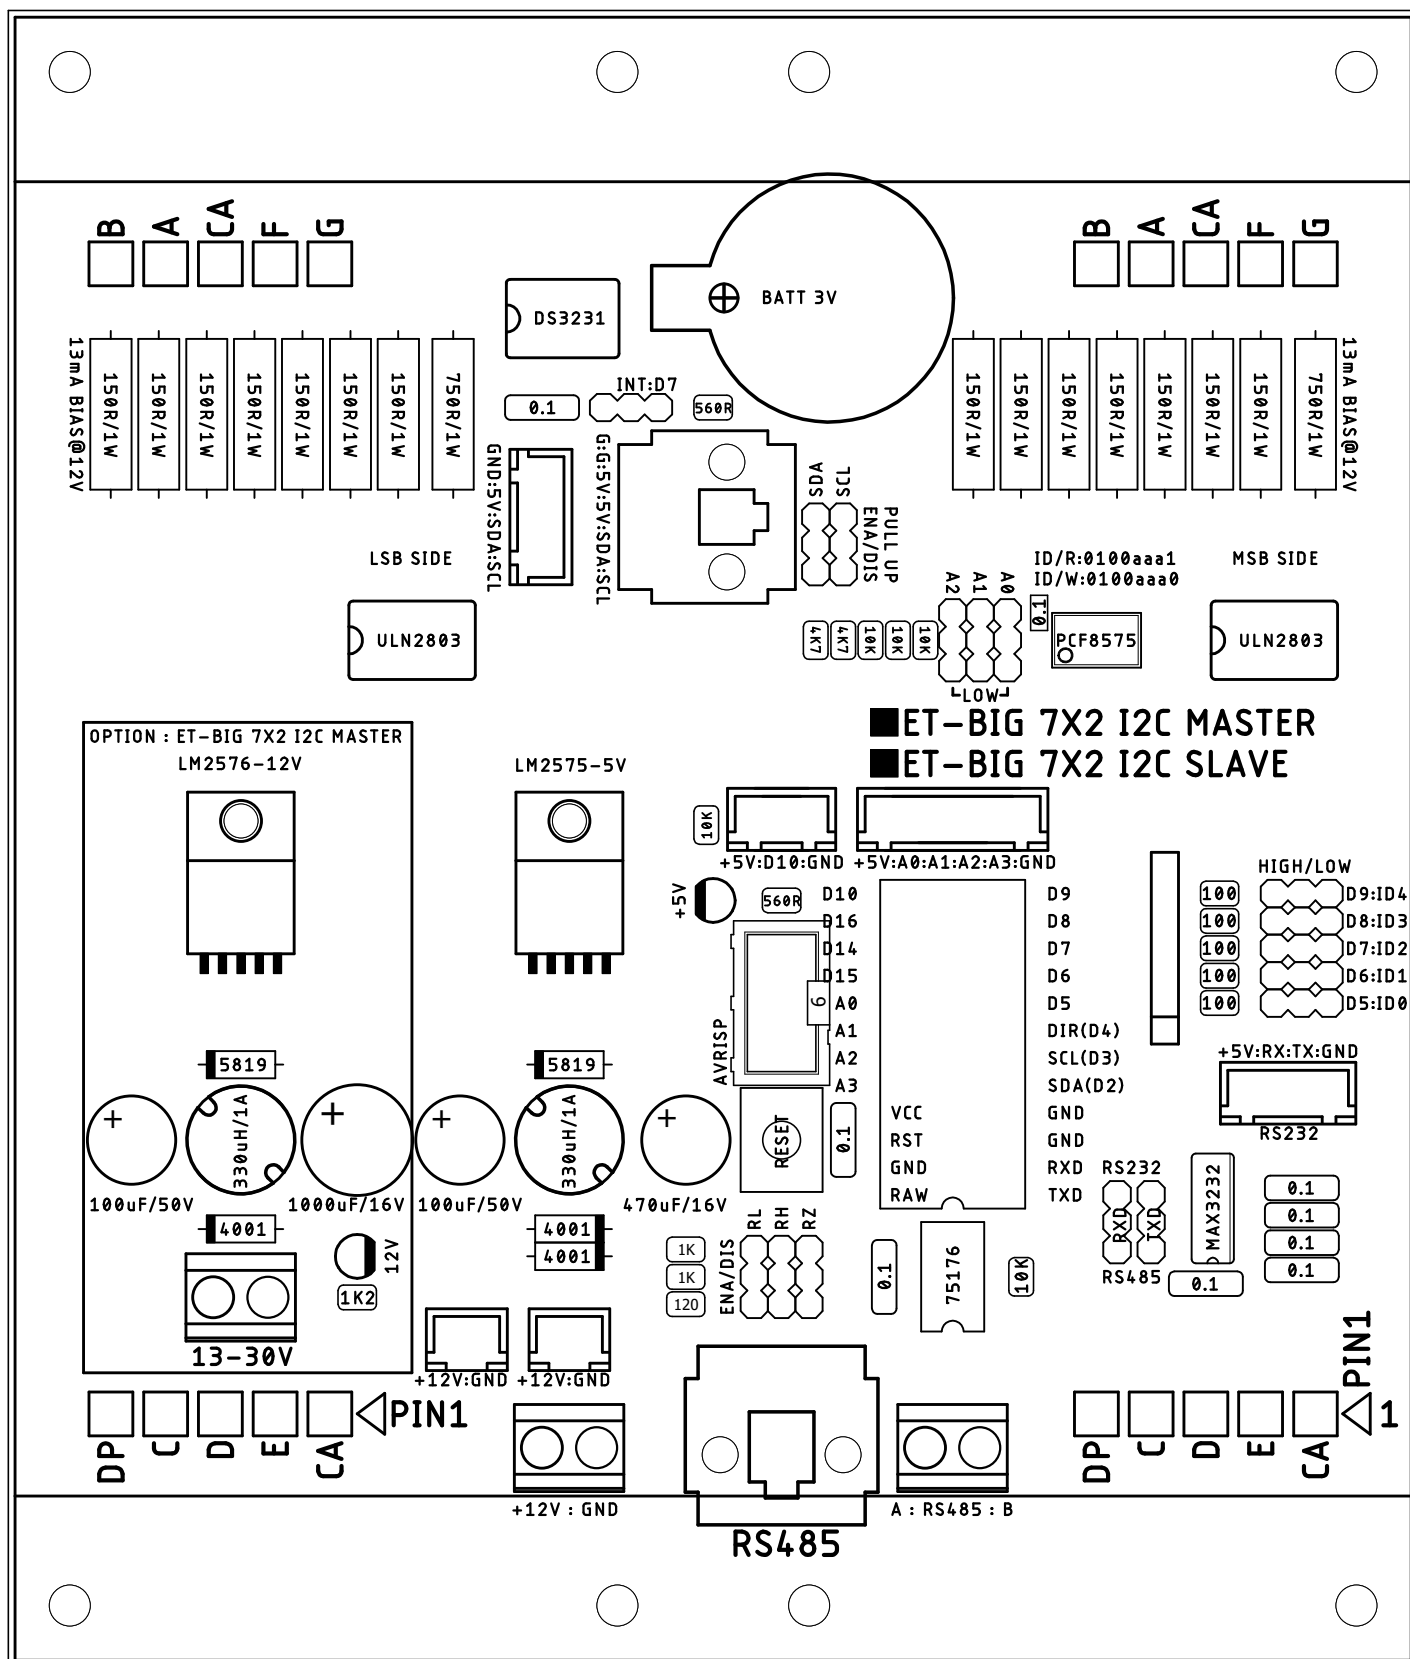 B A CA F G
B A CA F G
BATT 3V
DS3231
13mA BIAS@12V
150R/1W
150R/1W
150R/1W
150R/1W
150R/1W
150R/1W
150R/1W
750R/1W
INT:D7
0.1
560R
150R/1W
150R/1W
150R/1W
150R/1W
150R/1W
150R/1W
150R/1W
750R/1W
13mA BIAS@12V
GND:5V:SDA:SCL
G:G:5V:5V:SDA:SCL
SDA
SCL
PULL UP
ENA/DIS
LSB SIDE
ID/R:0100aaa1
ID/W:0100aaa0
MSB SIDE
A2
A1
A0
0.1
ULN2803
4K7
4K7
10K
10K
10K
PCF8575
ULN2803
LOW
ET-BIG 7X2 I2C MASTER
ET-BIG 7X2 I2C SLAVE
OPTION : ET-BIG 7X2 I2C MASTER
LM2576-12V
LM2575-5V
10K
+5V:D10:GND
+5V:A0:A1:A2:A3:GND
HIGH/LOW
+5V
560R
D10
D16
D14
D15
A0
A1
A2
A3
6
AVRISP
D9
D8
D7
D6
D5
DIR(D4)
SCL(D3)
SDA(D2)
GND
GND
RXD
TXD
VCC
RST
GND
RAW
100
100
100
100
100
D9:ID4
D8:ID3
D7:ID2
D6:ID1
D5:ID0
+5V:RX:TX:GND
RS232
5819
5819
330uH/1A
330uH/1A
+
+
+
+
100uF/50V
1000uF/16V
100uF/50V
470uF/16V
RESET
0.1
RS232
RXD
TXD
RS485
MAX3232
0.1
0.1
0.1
0.1
0.1
4001
4001
4001
12V
1K2
13-30V
1K
1K
120
ENA/DIS
RL
RH
RZ
0.1
75176
10K
+12V:GND
+12V:GND
PIN1
DP C D E CA
PIN1
1
DP C D E CA
+12V : GND
A : RS485 : B
RS485